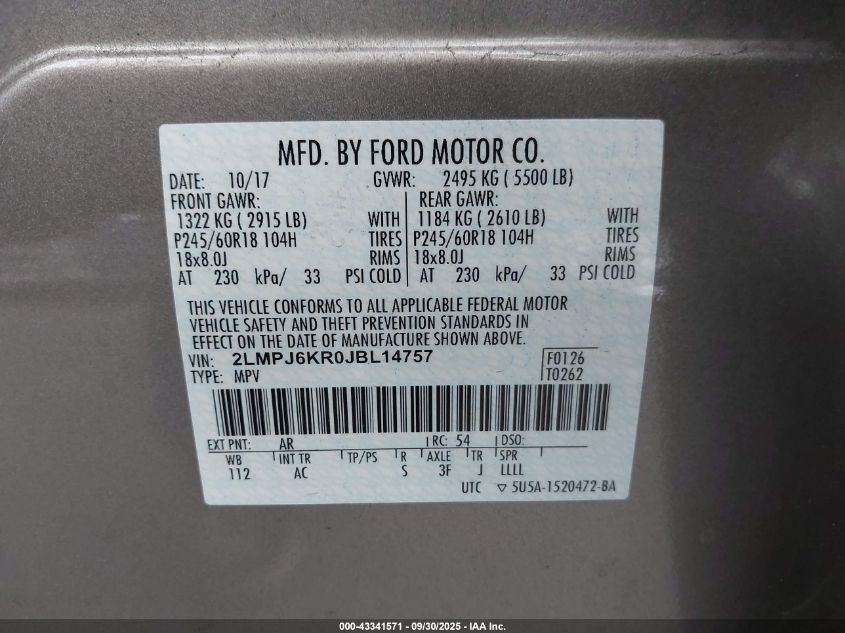 MFD. BY FORD MOTOR CO.
DATE: 10/17 GVWR: 2495 KG ( 5500 LB)
FRONT GAWR: REAR GAWR:
1322 KG ( 2915 LB) WITH 1184 KG ( 2610 LB) WITH
P245/60R18 104H TIRES P245/60R18 104H TIRES
18x8.0J RIMS 18x8.0J RIMS
AT 230 kPa/ 33 PSI COLD AT 230 kPa/ 33 PSI COLD
THIS VEHICLE CONFORMS TO ALL APPLICABLE FEDERAL MOTOR
VEHICLE SAFETY AND THEFT PREVENTION STANDARDS IN
EFFECT ON THE DATE OF MANUFACTURE SHOWN ABOVE.
VIN: 2LMPJ6KR0JBL14757 F0126
TYPE: MPV T0262
EXT PNT: AR RC: 54 DSO:
WB INT TR TP/PS R AXLE TR SPR
112 AC S 3F J LLLL
UTC ▽ 5U5A-1520472-BA
000-43341571 - 09/30/2025 - IAA Inc.